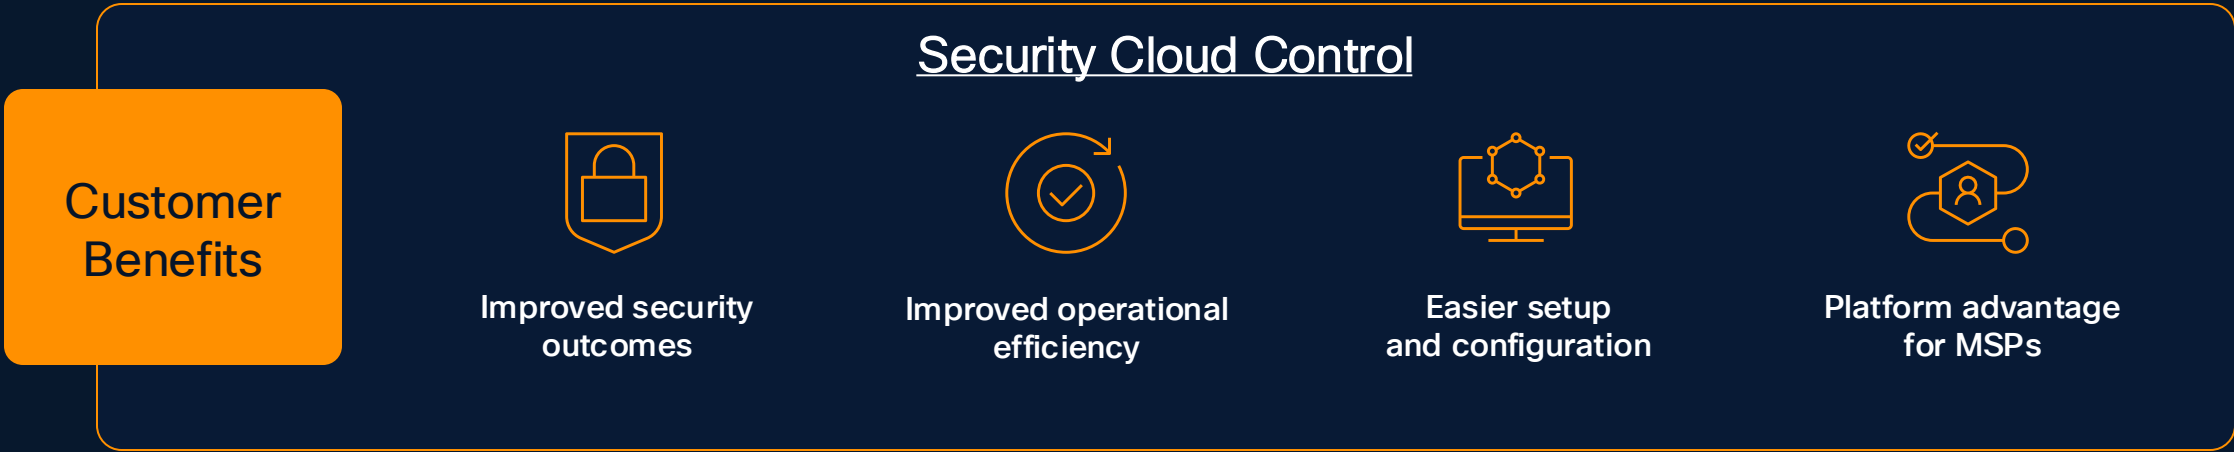 Security Cloud Control
Customer
Benefits
Improved security
outcomes
Improved operational
efficiency
Easier setup
and configuration
Platform advantage
for MSPs